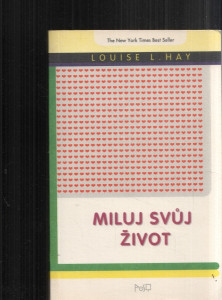 The New York Times Best Seller
LOUISE L. HAY
MILUJ SVŮJ
ŽIVOT